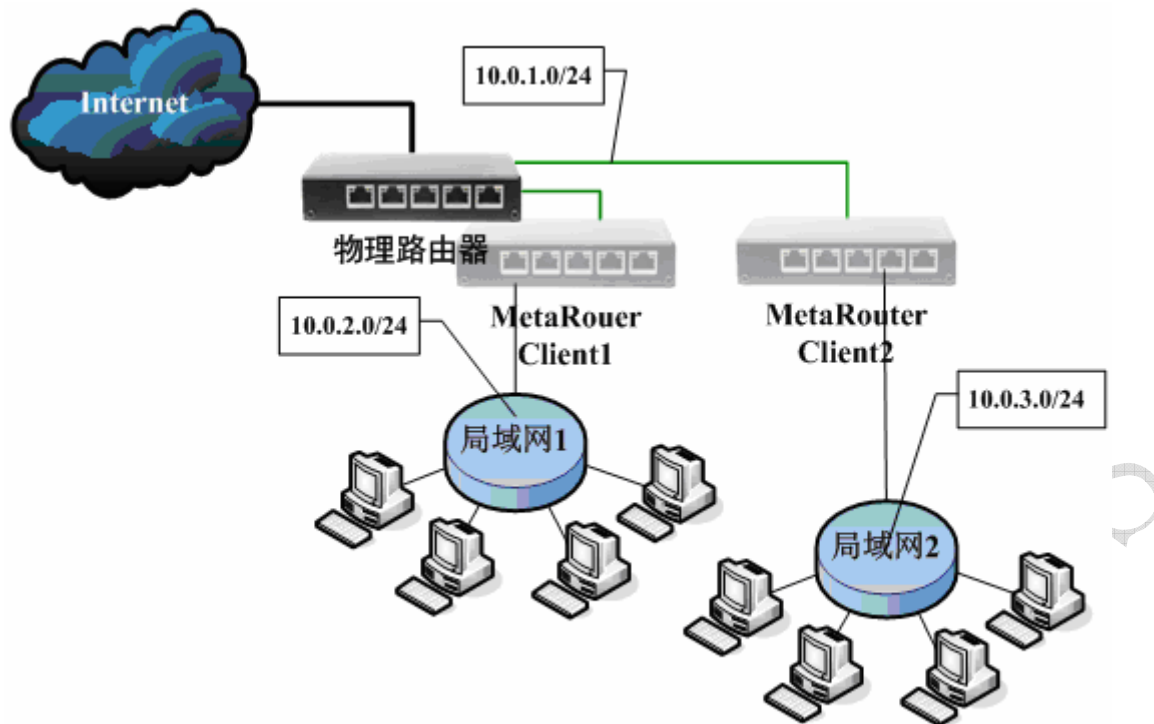 Internet
10.0.1.0/24
物理路由器
MetaRouer
Client1
MetaRouter
Client2
10.0.2.0/24
10.0.3.0/24
局域网1
局域网2